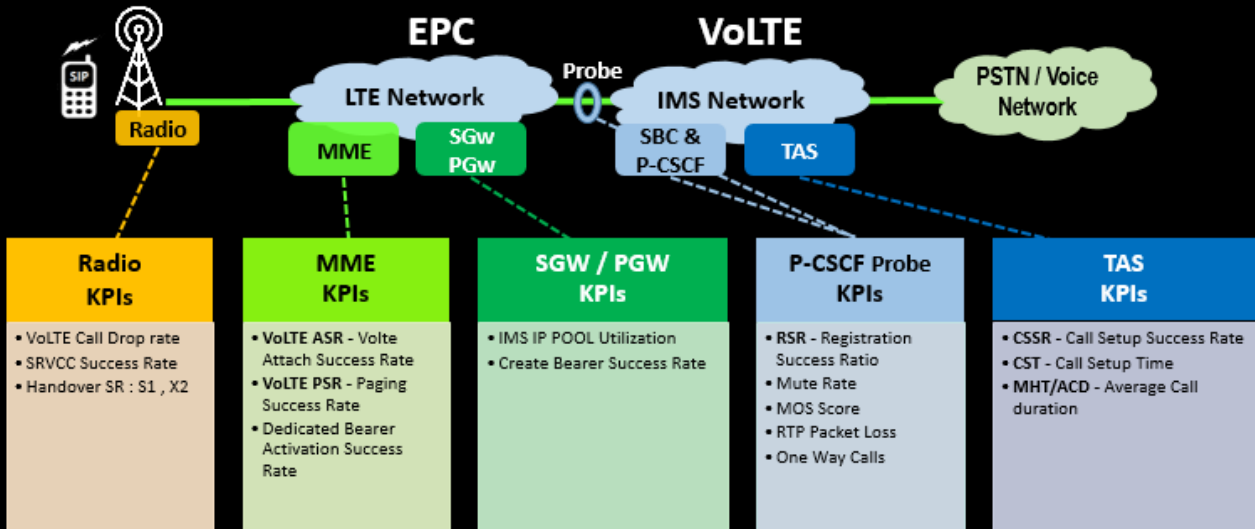 EPC
VoLTE
SIP
Probe
LTE Network
IMS Network
PSTN / Voice
Network
Radio
MME
SGw
PGw
SBC &
P-CSCF
TAS
Radio
KPIs
• VoLTE Call Drop rate
• SRVCC Success Rate
• Handover SR : S1 , X2
MME
KPIs
• VoLTE ASR - Volte
Attach Success Rate
• VoLTE PSR - Paging
Success Rate
• Dedicated Bearer
Activation Success
Rate
SGW / PGW
KPIs
• IMS IP POOL Utilization
• Create Bearer Success Rate
P-CSCF Probe
KPIs
• RSR - Registration
Success Ratio
• Mute Rate
• MOS Score
• RTP Packet Loss
• One Way Calls
TAS
KPIs
• CSSR - Call Setup Success Rate
• CST - Call Setup Time
• MHT/ACD - Average Call
duration